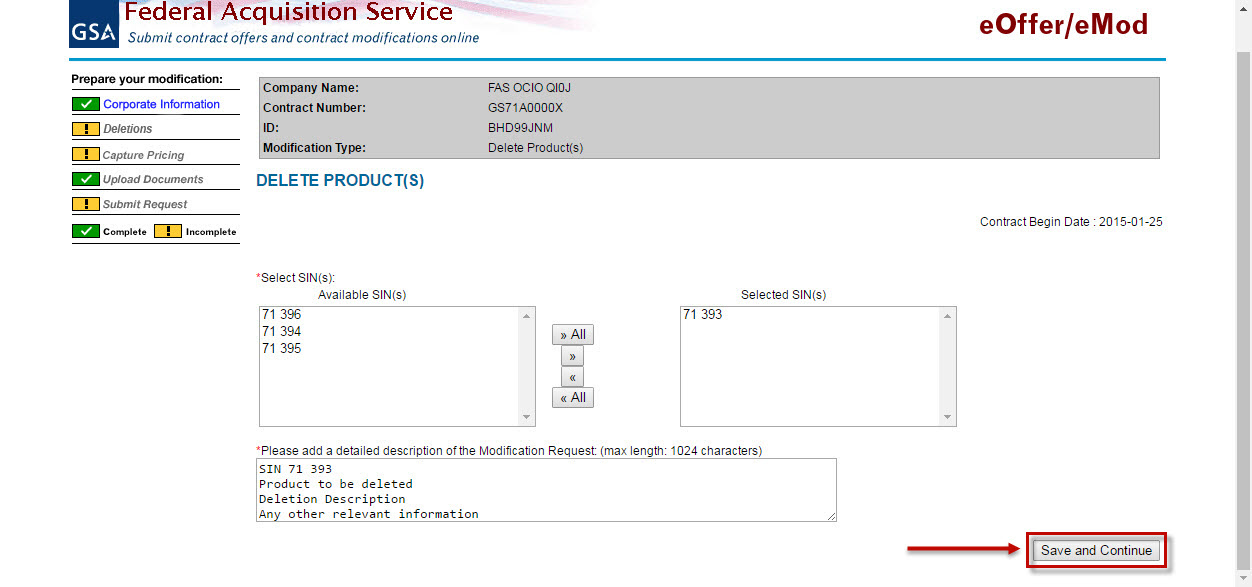 GSA
Federal Acquisition Service
Submit contract offers and contract modifications online
eOffer/eMod
Prepare your modification:
Corporate Information
Deletions
Capture Pricing
Upload Documents
Submit Request
Complete Incomplete
Company Name: FAS OCIO QI0J
Contract Number: GS71A0000X
ID: BHD99JNM
Modification Type: Delete Product(s)
DELETE PRODUCT(S)
Contract Begin Date : 2015-01-25
*Select SIN(s):
Available SIN(s)
71 396
71 394
71 395
» All
»
«
« All
Selected SIN(s)
71 393
*Please add a detailed description of the Modification Request: (max length: 1024 characters)
SIN 71 393
Product to be deleted
Deletion Description
Any other relevant information
Save and Continue